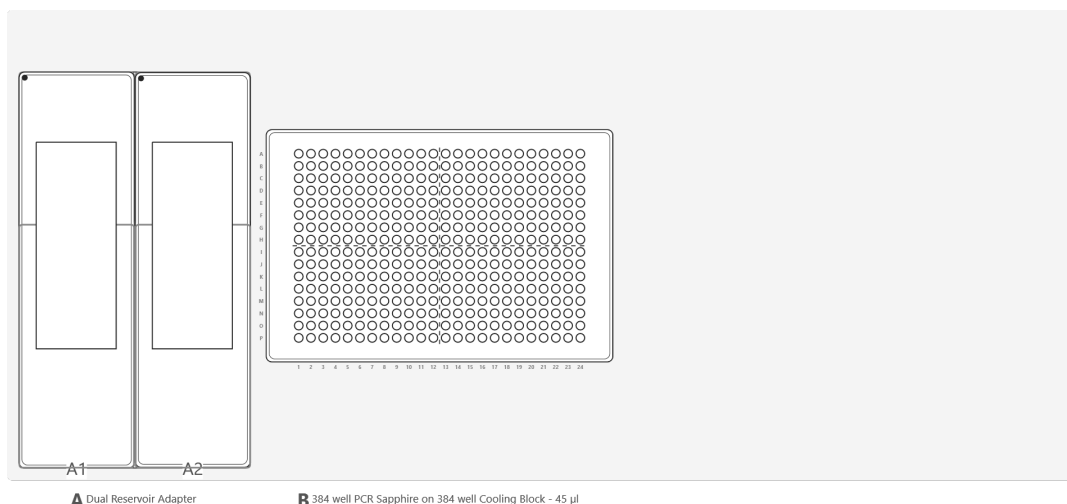 A
B
C
D
E
F
G
H
I
J
K
L
M
N
O
P
1 2 3 4 5 6 7 8 9 10 11 12 13 14 15 16 17 18 19 20 21 22 23 24
A1 A2
A Dual Reservoir Adapter B 384 well PCR Sapphire on 384 well Cooling Block - 45 µl